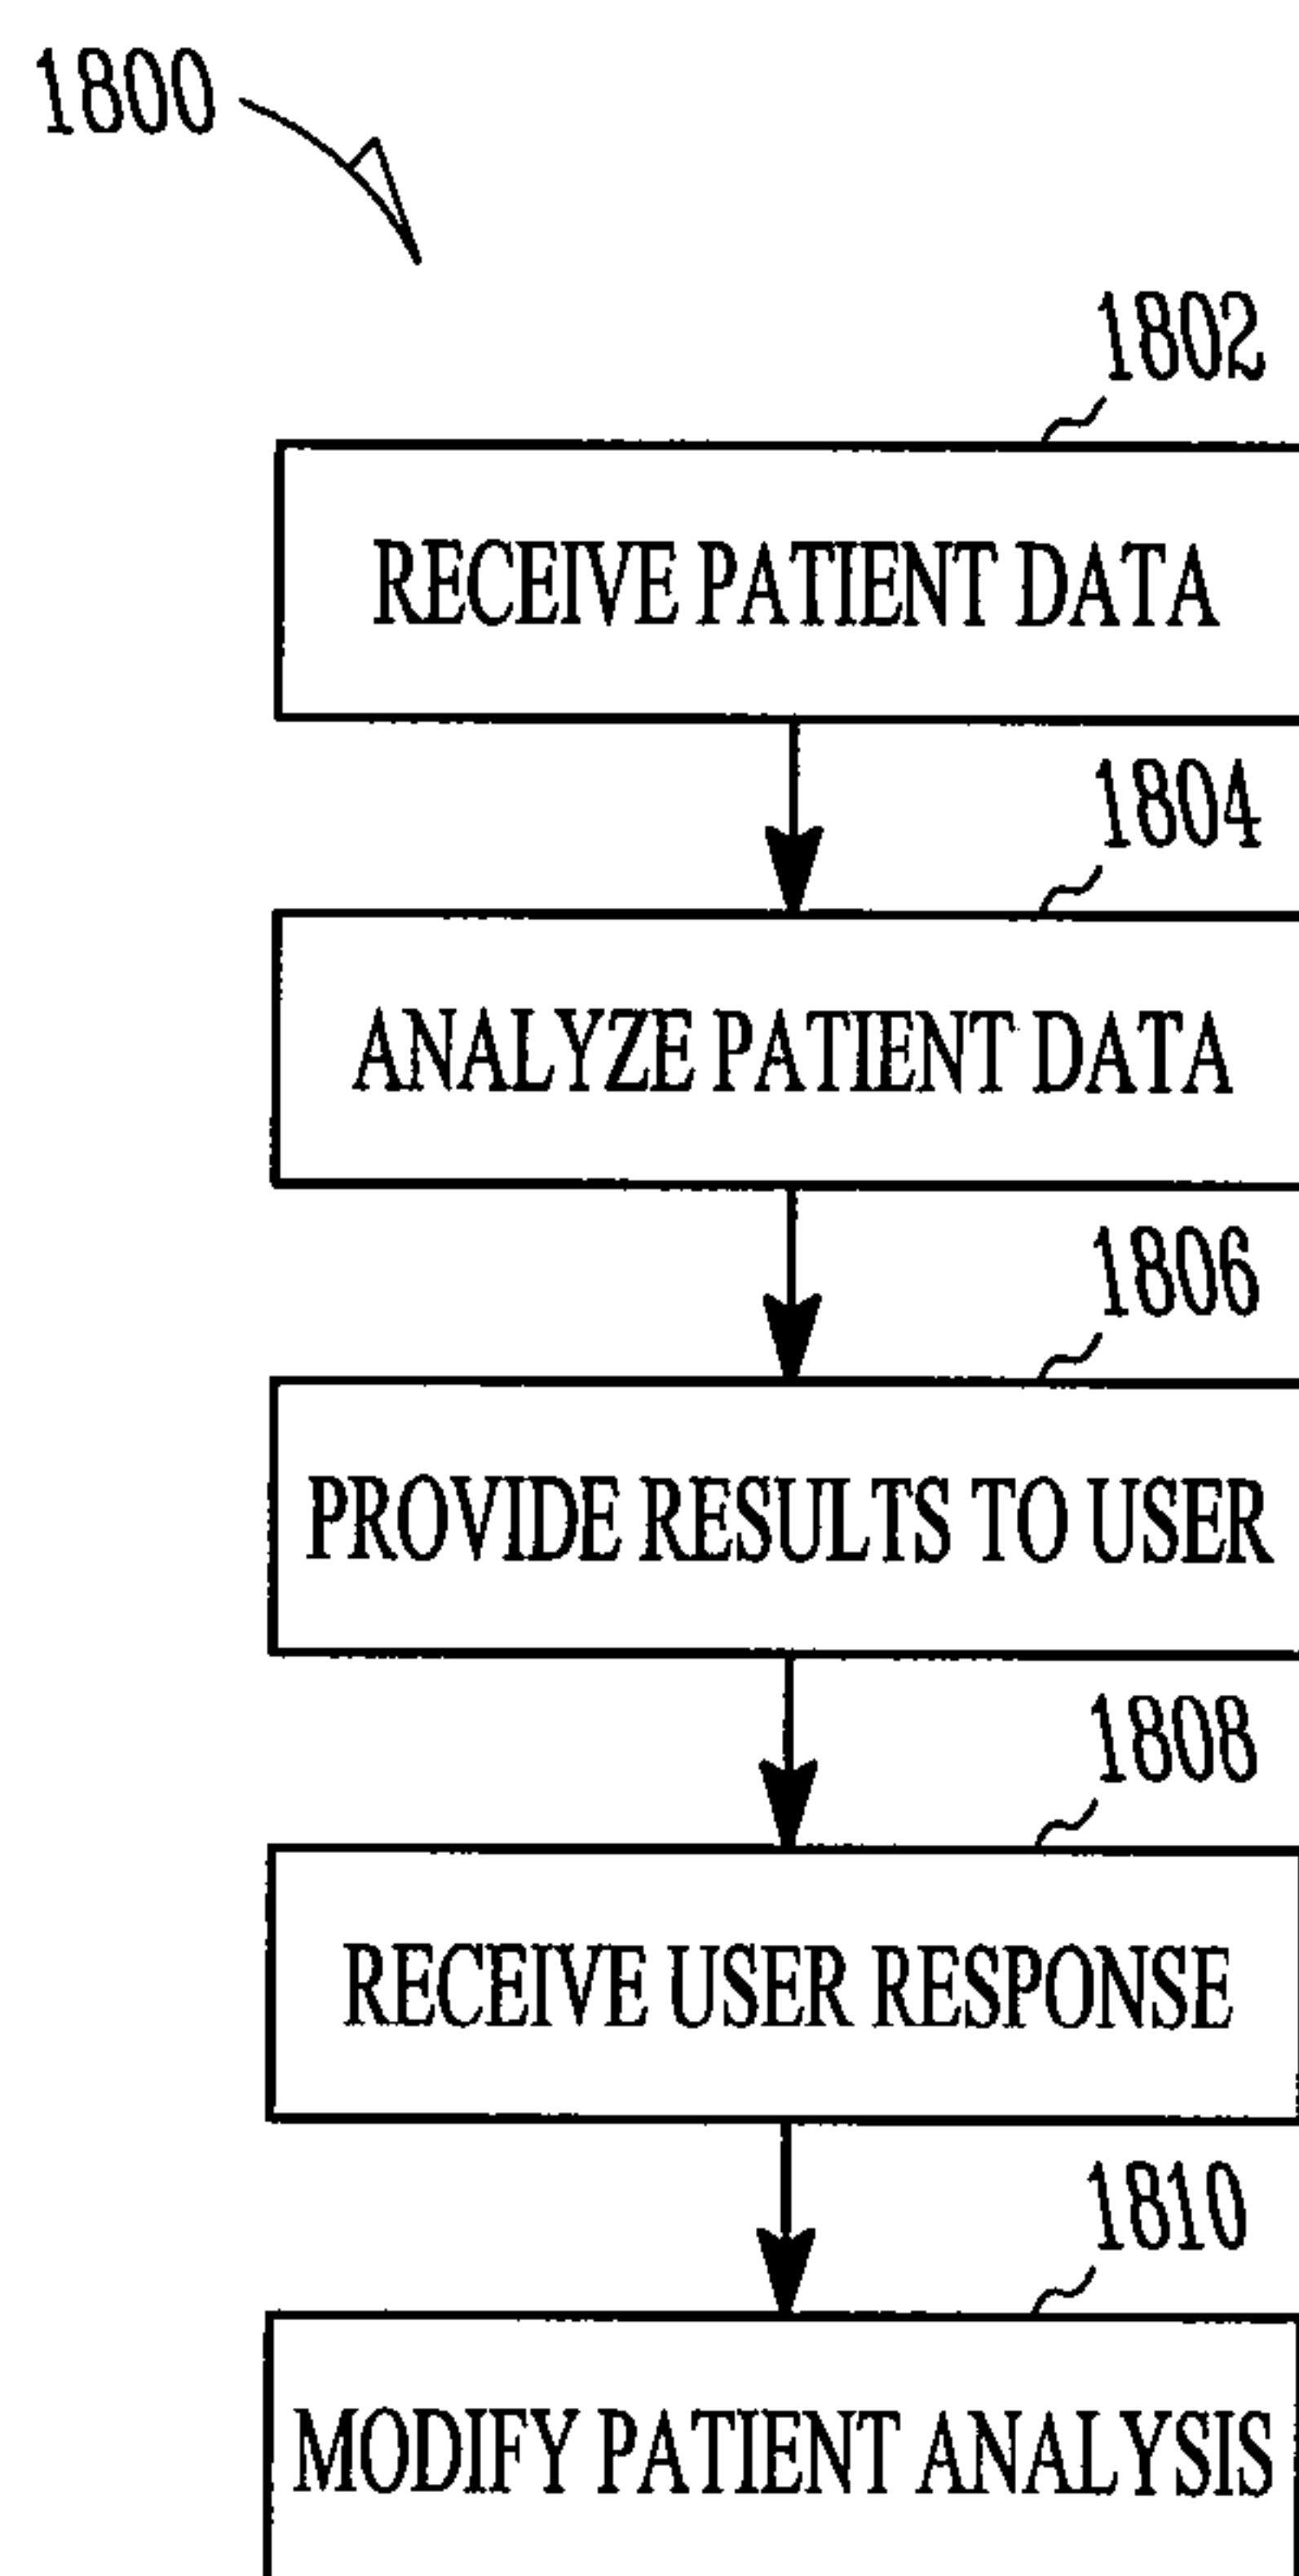 1800
1802
RECEIVE PATIENT DATA
1804
ANALYZE PATIENT DATA
1806
PROVIDE RESULTS TO USER
1808
RECEIVE USER RESPONSE
1810
MODIFY PATIENT ANALYSIS